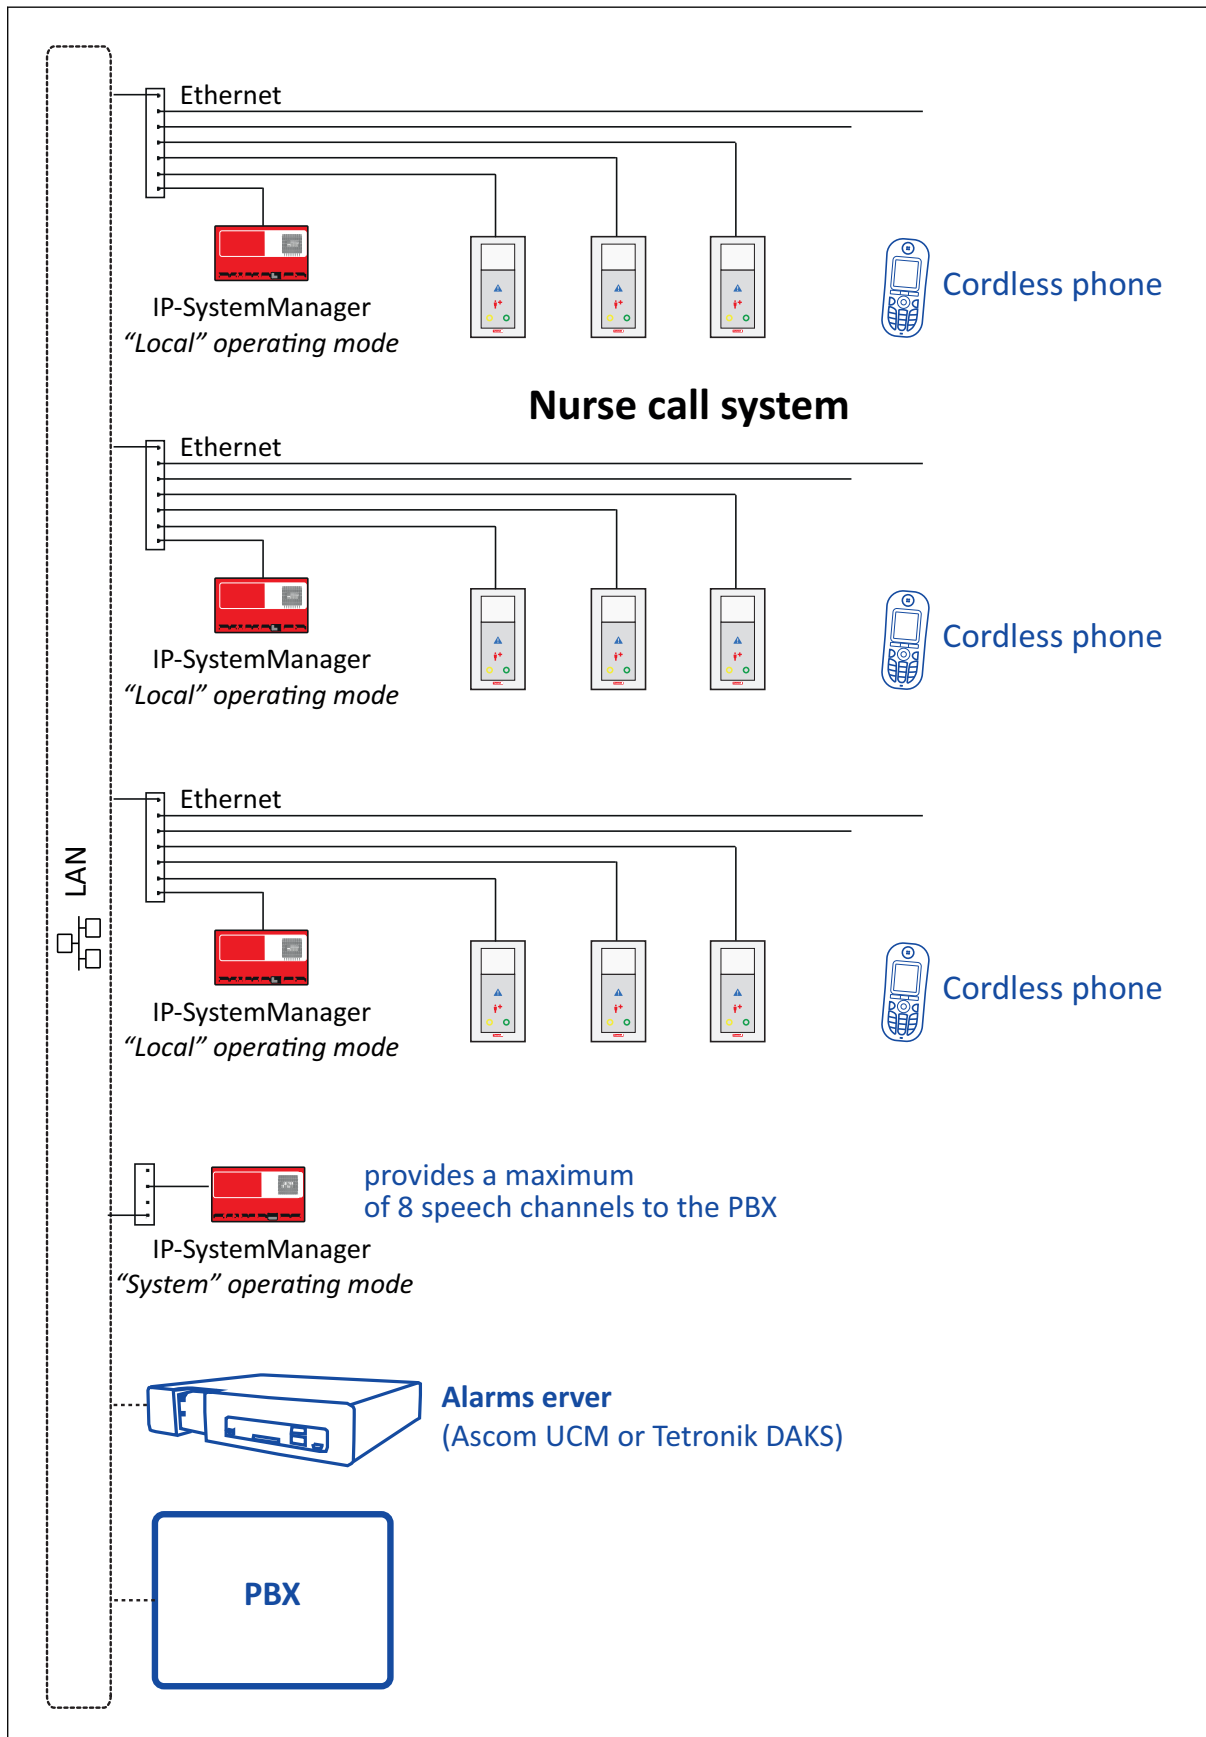 Ethernet
IP-SystemManager
“Local” operating mode
Cordless phone
Nurse call system
Ethernet
IP-SystemManager
“Local” operating mode
Cordless phone
LAN
Ethernet
IP-SystemManager
“Local” operating mode
Cordless phone
provides a maximum
of 8 speech channels to the PBX
IP-SystemManager
“System” operating mode
Alarms erver
(Ascom UCM or Tetronik DAKS)
PBX